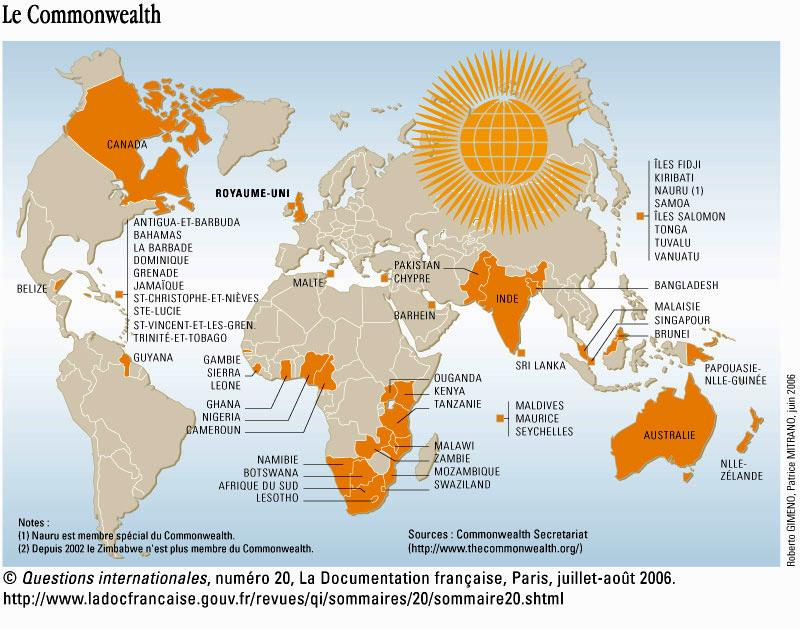 Le Commonwealth
CANADA
ROYAUME-UNI
ANTIGUA-ET-BARBUDA
BAHAMAS
LA BARBADE
DOMINIQUE
GRENADE
JAMAÏQUE
ST-CHRISTOPHE-ET-NIÈVES
STE-LUCIE
ST-VINCENT-ET-LES-GREN.
TRINITÉ-ET-TOBAGO
BELIZE
GUYANA
MALTE
PAKISTAN
CHYPRE
BARHEIN
INDE
ÎLES FIDJI
KIRIBATI
NAURU (1)
SAMOA
ÎLES SALOMON
TONGA
TUVALU
VANUATU
BANGLADESH
MALAISIE
SINGAPOUR
BRUNEI
SRI LANKA
PAPOUASIE-
NLLE-GUINÉE
GAMBIE
SIERRA
LEONE
GHANA
NIGERIA
CAMEROUN
OUGANDA
KENYA
TANZANIE
MALDIVES
MAURICE
SEYCHELLES
AUSTRALIE
NLLE-
ZÉLANDE
MALAWI
ZAMBIE
MOZAMBIQUE
SWAZILAND
NAMIBIE
BOTSWANA
AFRIQUE DU SUD
LESOTHO
Notes :
(1) Nauru est membre spécial du Commonwealth.
(2) Depuis 2002 le Zimbabwe n'est plus membre du Commonwealth.
Sources : Commonwealth Secretariat
(http://www.thecommonwealth.org/)
Roberto GIMENO, Patrice MITRANO, juin 2006
© Questions internationales, numéro 20, La Documentation française, Paris, juillet-août 2006.
http://www.ladocfrancaise.gouv.fr/revues/qi/sommaires/20/sommaire20.shtml